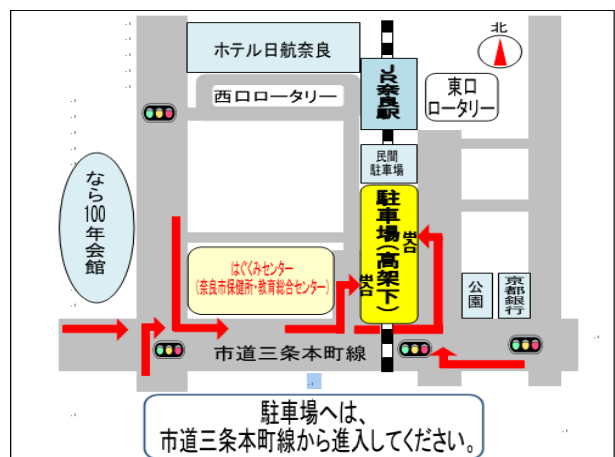 北
ホテル日航奈良
JR奈良駅
東口
ロータリー
西口ロータリー
民間
駐車場
なら100年会館
駐車場(高架下)
出入口
出入口
はぐくみセンター
(奈良市保健所・教育総合センター)
公園
京都銀行
市道三条本町線
駐車場へは、
市道三条本町線から進入してください。